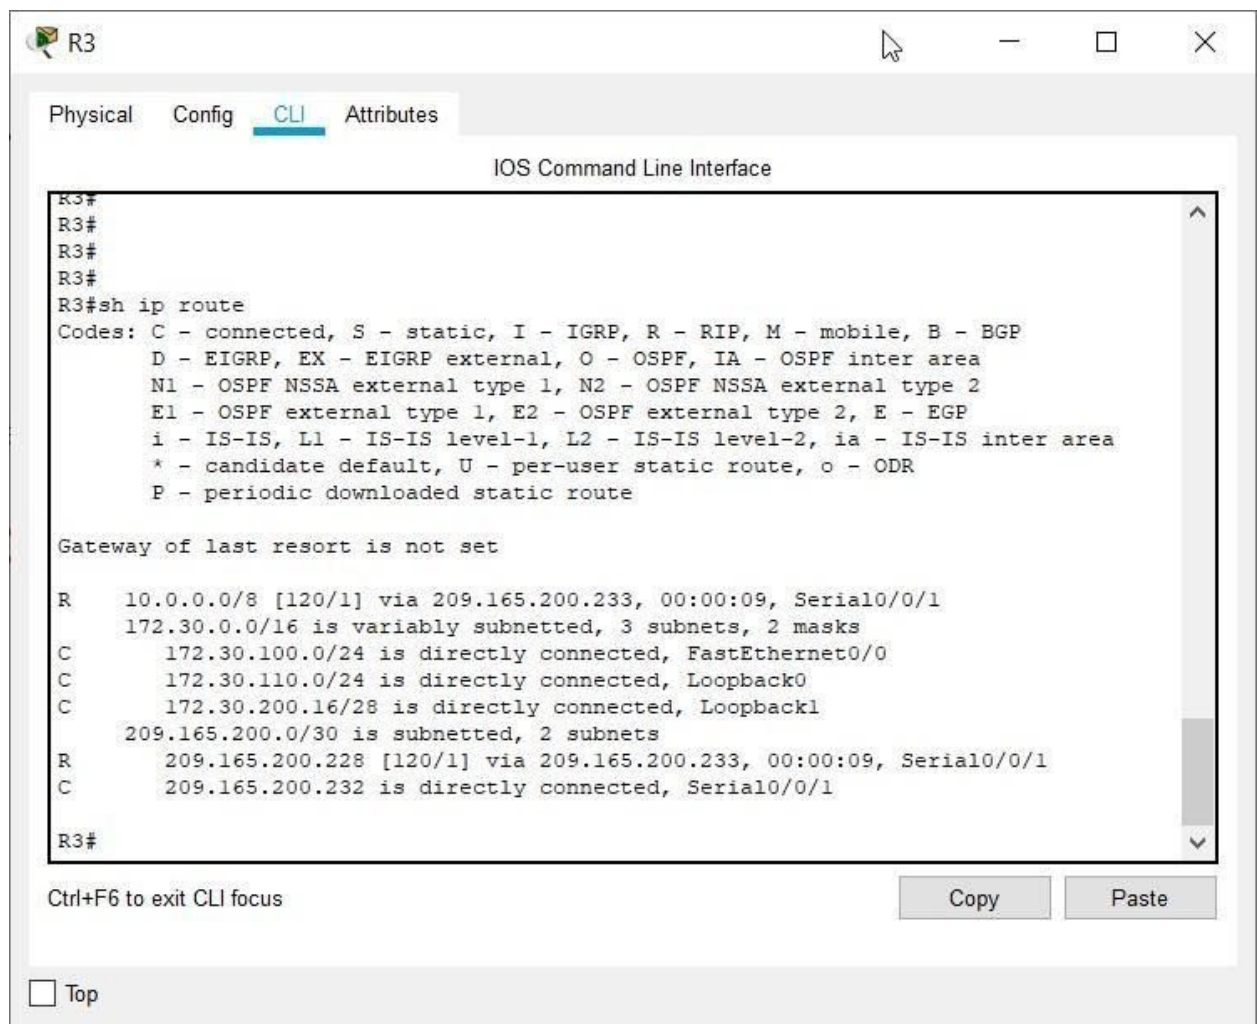 R3
Physical Config CLI Attributes
IOS Command Line Interface
R3#
R3#
R3#
R3#
R3#sh ip route
Codes: C - connected, S - static, I - IGRP, R - RIP, M - mobile, B - BGP
       D - EIGRP, EX - EIGRP external, O - OSPF, IA - OSPF inter area
       N1 - OSPF NSSA external type 1, N2 - OSPF NSSA external type 2
       E1 - OSPF external type 1, E2 - OSPF external type 2, E - EGP
       i - IS-IS, L1 - IS-IS level-1, L2 - IS-IS level-2, ia - IS-IS inter area
       * - candidate default, U - per-user static route, o - ODR
       P - periodic downloaded static route
Gateway of last resort is not set
R    10.0.0.0/8 [120/1] via 209.165.200.233, 00:00:09, Serial0/0/1
     172.30.0.0/16 is variably subnetted, 3 subnets, 2 masks
C       172.30.100.0/24 is directly connected, FastEthernet0/0
C       172.30.110.0/24 is directly connected, Loopback0
C       172.30.200.16/28 is directly connected, Loopback1
     209.165.200.0/30 is subnetted, 2 subnets
R       209.165.200.228 [120/1] via 209.165.200.233, 00:00:09, Serial0/0/1
C       209.165.200.232 is directly connected, Serial0/0/1
R3#
Ctrl+F6 to exit CLI focus Copy Paste
Top